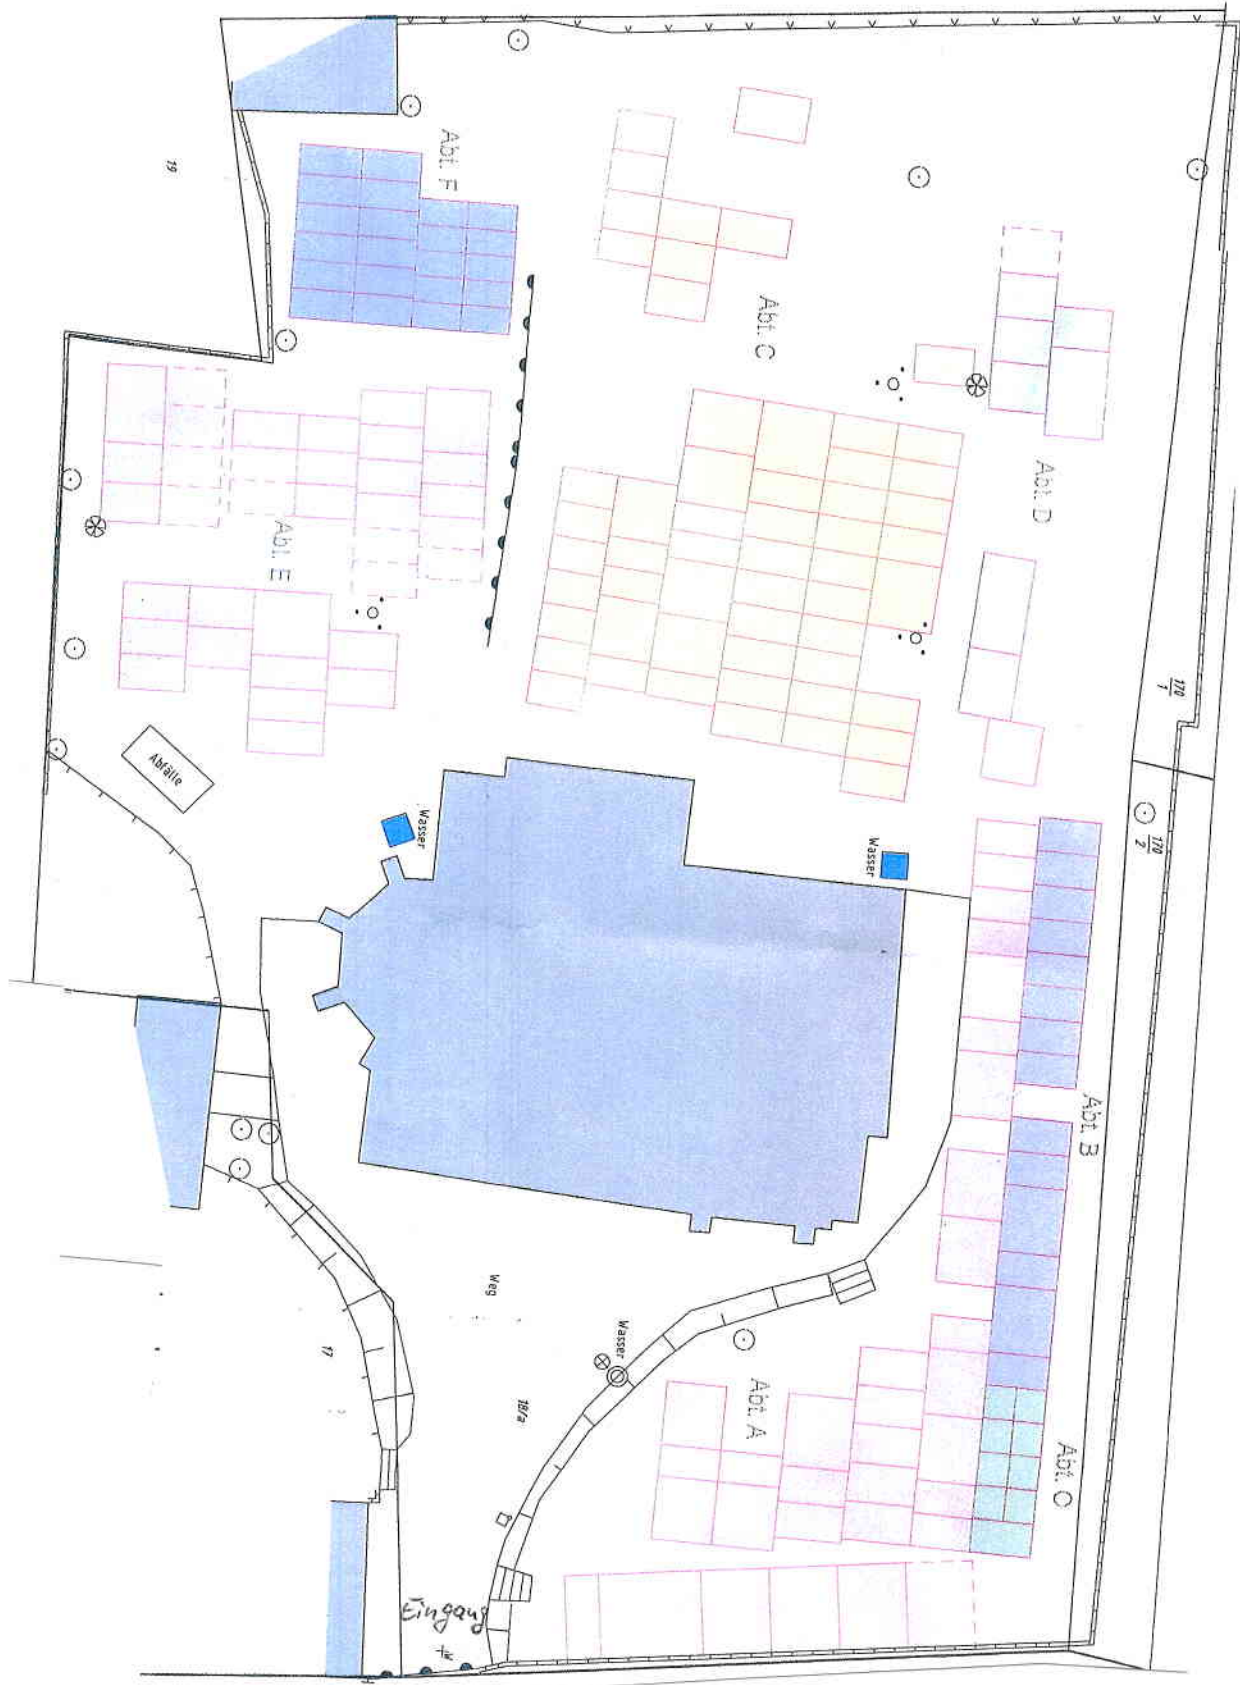 19
Abt. F
Abt. C
Abt. D
Abt. E
170
1
170
2
Abfälle
Wasser
Wasser
Abt. B
Weg
Wasser
17
18/a
Abt. A
Abt. O
Eingang